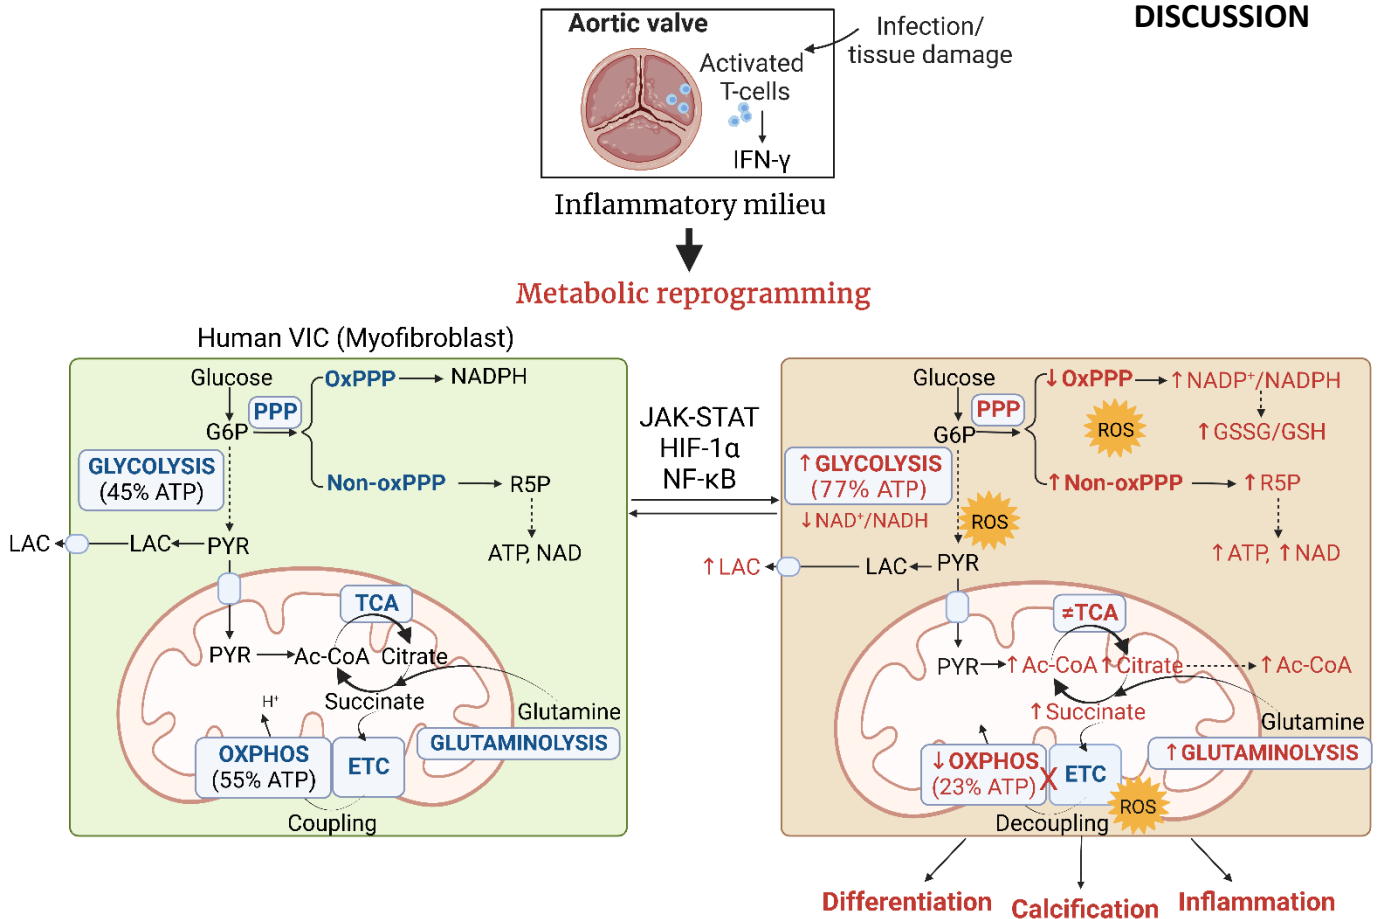 DISCUSSION
Aortic valve
Infection/
tissue damage
Activated
T-cells
IFN-γ
Inflammatory milieu
Metabolic reprogramming
Human VIC (Myofibroblast)
Glucose
OxPPP
NADPH
PPP
G6P
GLYCOLYSIS
(45% ATP)
Non-oxPPP
R5P
LAC
LAC
PYR
ATP, NAD
TCA
PYR
Ac-CoA
Citrate
Succinate
H⁺
Glutamine
GLUTAMINOLYSIS
OXPHOS
(55% ATP)
ETC
Coupling
JAK-STAT
HIF-1α
NF-κB
Glucose
↓OxPPP
↑NADP⁺/NADPH
PPP
G6P
ROS
↑GSSG/GSH
↑GLYCOLYSIS
(77% ATP)
↑Non-oxPPP
↑R5P
↓NAD⁺/NADH
ROS
↑LAC
LAC
PYR
↑ATP, ↑NAD
≠TCA
PYR
↑Ac-CoA
↑Citrate
↑Ac-CoA
↑Succinate
Glutamine
↑GLUTAMINOLYSIS
↓OXPHOS
(23% ATP)
X
ETC
ROS
Decoupling
Differentiation
Calcification
Inflammation